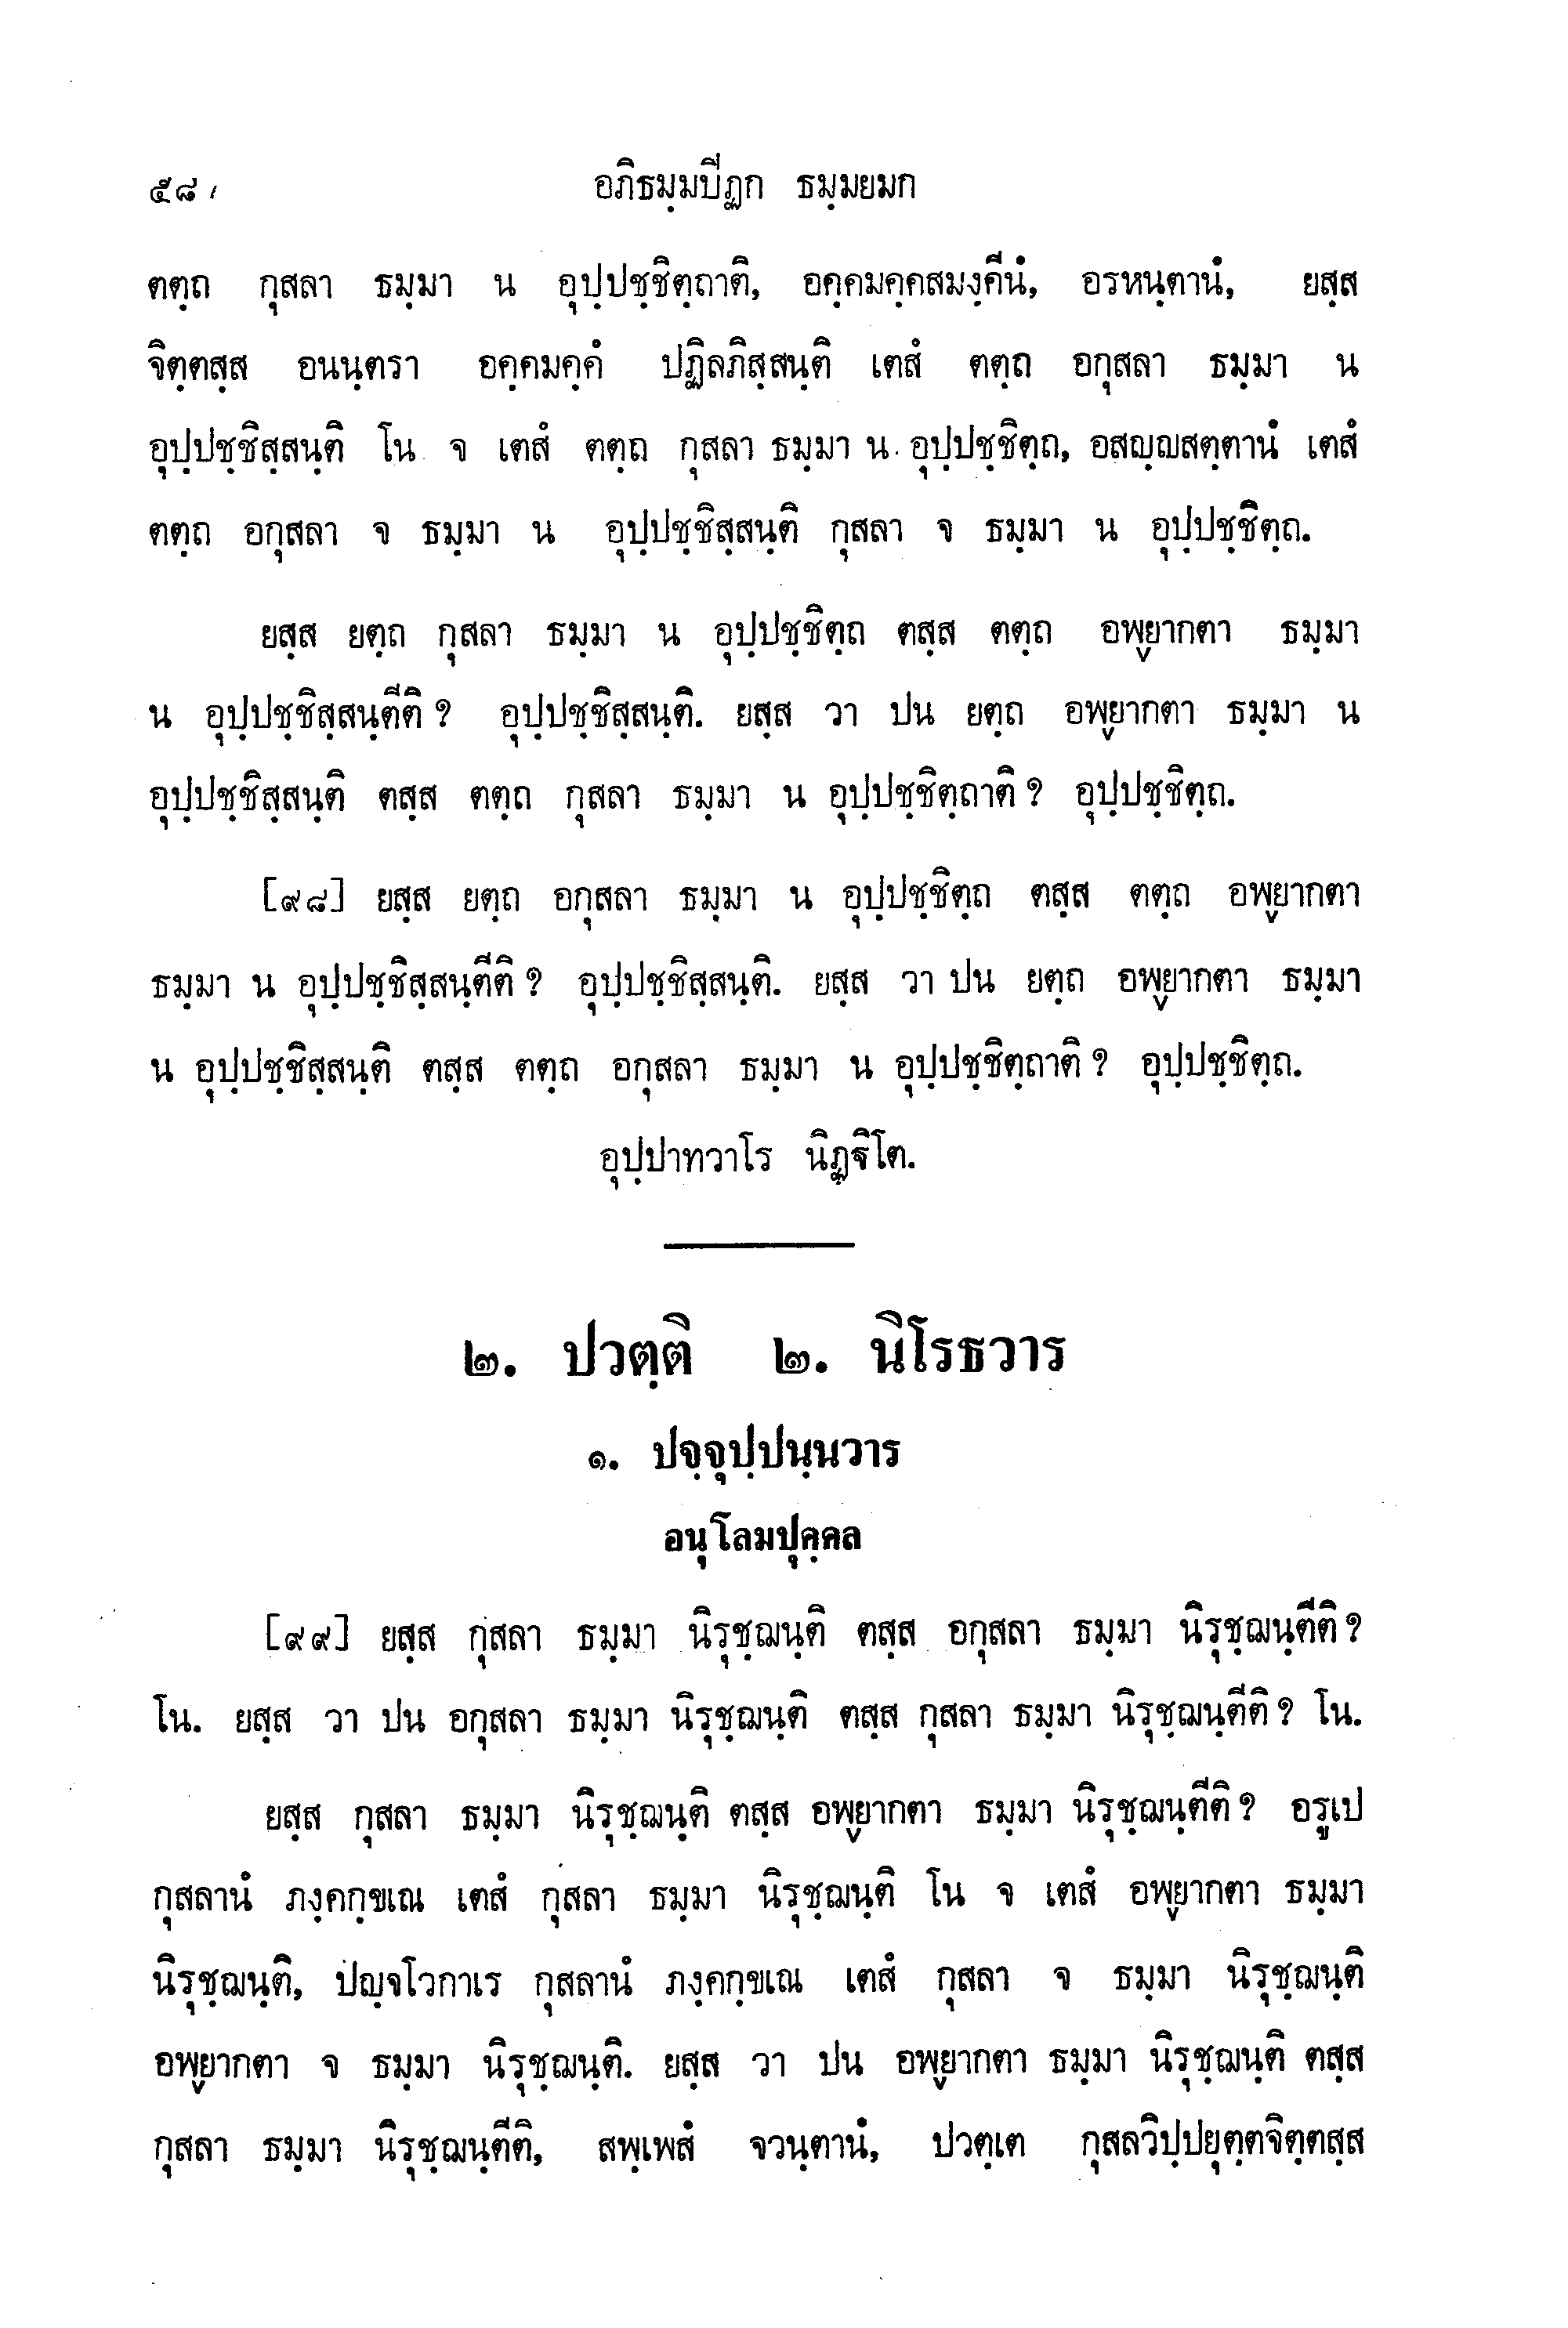 ๕๘ อภิธมฺมปีฏก ธมฺมยมก
ตตฺถ กุสลา ธมฺมา น อุปฺปชฺชิตฺถาติ, อคฺคมคฺคสมงฺคีนํ, อรหนฺตานํ, ยสฺส
จิตฺตสฺส อนนฺตรา อคฺคมคฺคํ ปฏิลภิสฺสนฺติ เตสํ ตตฺถ อกุสลา ธมฺมา น
อุปฺปชฺชิสฺสนฺติ โน จ เตสํ ตตฺถ กุสลา ธมฺมา น อุปฺปชฺชิตฺถ, อสญฺญสตฺตานํ เตสํ
ตตฺถ อกุสลา จ ธมฺมา น อุปฺปชฺชิสฺสนฺติ กุสลา จ ธมฺมา น อุปฺปชฺชิตฺถ.
ยสฺส ยตฺถ กุสลา ธมฺมา น อุปฺปชฺชิตฺถ ตสฺส ตตฺถ อพฺยากตา ธมฺมา
น อุปฺปชฺชิสฺสนฺตีติ ? อุปฺปชฺชิสฺสนฺติ. ยสฺส วา ปน ยตฺถ อพฺยากตา ธมฺมา น
อุปฺปชฺชิสฺสนฺติ ตสฺส ตตฺถ กุสลา ธมฺมา น อุปฺปชฺชิตฺถาติ ? อุปฺปชฺชิตฺถ.
[๙๘] ยสฺส ยตฺถ อกุสลา ธมฺมา น อุปฺปชฺชิตฺถ ตสฺส ตตฺถ อพฺยากตา
ธมฺมา น อุปฺปชฺชิสฺสนฺตีติ ? อุปฺปชฺชิสฺสนฺติ. ยสฺส วา ปน ยตฺถ อพฺยากตา ธมฺมา
น อุปฺปชฺชิสฺสนฺติ ตสฺส ตตฺถ อกุสลา ธมฺมา น อุปฺปชฺชิตฺถาติ ? อุปฺปชฺชิตฺถ.
อุปฺปาทวาโร นิฏฺฐิโต.
๒. ปวตฺติ ๒. นิโรธวาร
๑. ปจฺจุปฺปนฺนวาร
อนุโลมปุคฺคล
[๙๙] ยสฺส กุสลา ธมฺมา นิรุชฺฌนฺติ ตสฺส อกุสลา ธมฺมา นิรุชฺฌนฺตีติ ?
โน. ยสฺส วา ปน อกุสลา ธมฺมา นิรุชฺฌนฺติ ตสฺส กุสลา ธมฺมา นิรุชฺฌนฺตีติ ? โน.
ยสฺส กุสลา ธมฺมา นิรุชฺฌนฺติ ตสฺส อพฺยากตา ธมฺมา นิรุชฺฌนฺตีติ ? อรูเป
กุสลานํ ภงฺคกฺขเณ เตสํ กุสลา ธมฺมา นิรุชฺฌนฺติ โน จ เตสํ อพฺยากตา ธมฺมา
นิรุชฺฌนฺติ, ปญฺจโวกาเร กุสลานํ ภงฺคกฺขเณ เตสํ กุสลา จ ธมฺมา นิรุชฺฌนฺติ
อพฺยากตา จ ธมฺมา นิรุชฺฌนฺติ. ยสฺส วา ปน อพฺยากตา ธมฺมา นิรุชฺฌนฺติ ตสฺส
กุสลา ธมฺมา นิรุชฺฌนฺตีติ, สพฺเพสํ จวนฺตานํ, ปวตฺเต กุสลวิปฺปยุตฺตจิตฺตสฺส